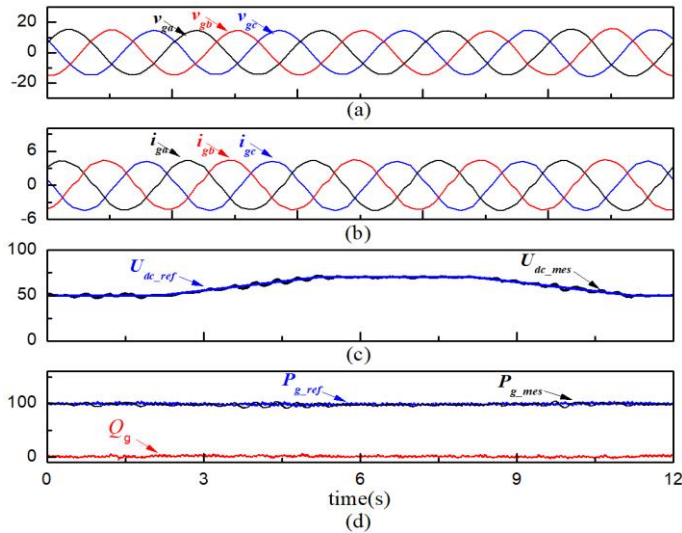 20
0
-20
v_ga
v_gb
v_gc
(a)
6
0
-6
i_ga
i_gb
i_gc
(b)
100
50
0
U_dc_ref
U_dc_mes
(c)
100
0
P_g_ref
P_g_mes
Q_g
0 3 6 9 12
time(s)
(d)